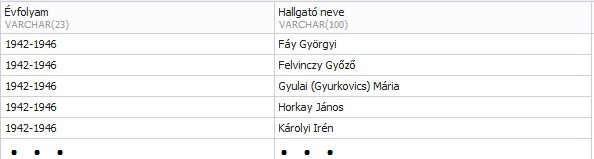 Évfolyam Hallgató neve
VARCHAR(23) VARCHAR(100)
1942-1946 Fáy Györgyi
1942-1946 Felvinczy Győző
1942-1946 Gyulai (Gyurkovics) Mária
1942-1946 Horkay János
1942-1946 Károlyi Irén
• • • • • •